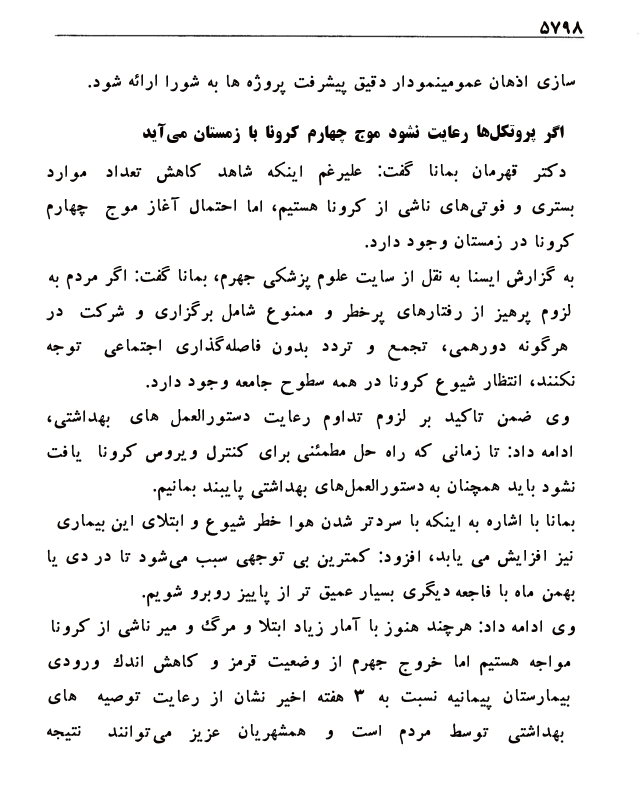 ۵۷۹۸
سازی اذهان عمومینمودار دقیق پیشرفت پروژه ها به شورا ارائه شود.
اگر پروتکل‌ها رعایت نشود موج چهارم کرونا با زمستان می‌آید
دکتر قهرمان بمانا گفت: علیرغم اینکه شاهد کاهش تعداد موارد
بستری و فوتی‌های ناشی از کرونا هستیم، اما احتمال آغاز موج چهارم
کرونا در زمستان وجود دارد.
به گزارش ایسنا به نقل از سایت علوم پزشکی جهرم، بمانا گفت: اگر مردم به
لزوم پرهیز از رفتارهای پرخطر و ممنوع شامل برگزاری و شرکت در
هرگونه دورهمی، تجمع و تردد بدون فاصله‌گذاری اجتماعی توجه
نکنند، انتظار شیوع کرونا در همه سطوح جامعه وجود دارد.
وی ضمن تاکید بر لزوم تداوم رعایت دستورالعمل های بهداشتی،
ادامه داد: تا زمانی که راه حل مطمئنی برای کنترل ویروس کرونا یافت
نشود باید همچنان به دستورالعمل‌های بهداشتی پایبند بمانیم.
بمانا با اشاره به اینکه با سردتر شدن هوا خطر شیوع و ابتلای این بیماری
نیز افزایش می یابد، افزود: کمترین بی توجهی سبب می‌شود تا در دی یا
بهمن ماه با فاجعه دیگری بسیار عمیق تر از پاییز روبرو شویم.
وی ادامه داد: هرچند هنوز با آمار زیاد ابتلا و مرگ و میر ناشی از کرونا
مواجه هستیم اما خروج جهرم از وضعیت قرمز و کاهش اندک ورودی
بیمارستان پیمانیه نسبت به ۳ هفته اخیر نشان از رعایت توصیه های
بهداشتی توسط مردم است و همشهریان عزیز می‌توانند نتیجه